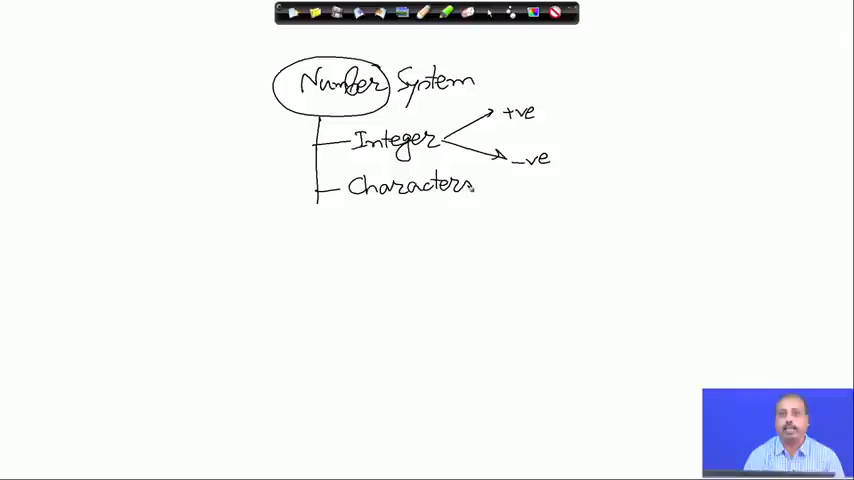 Number System
Integer
+ve
-ve
Characters